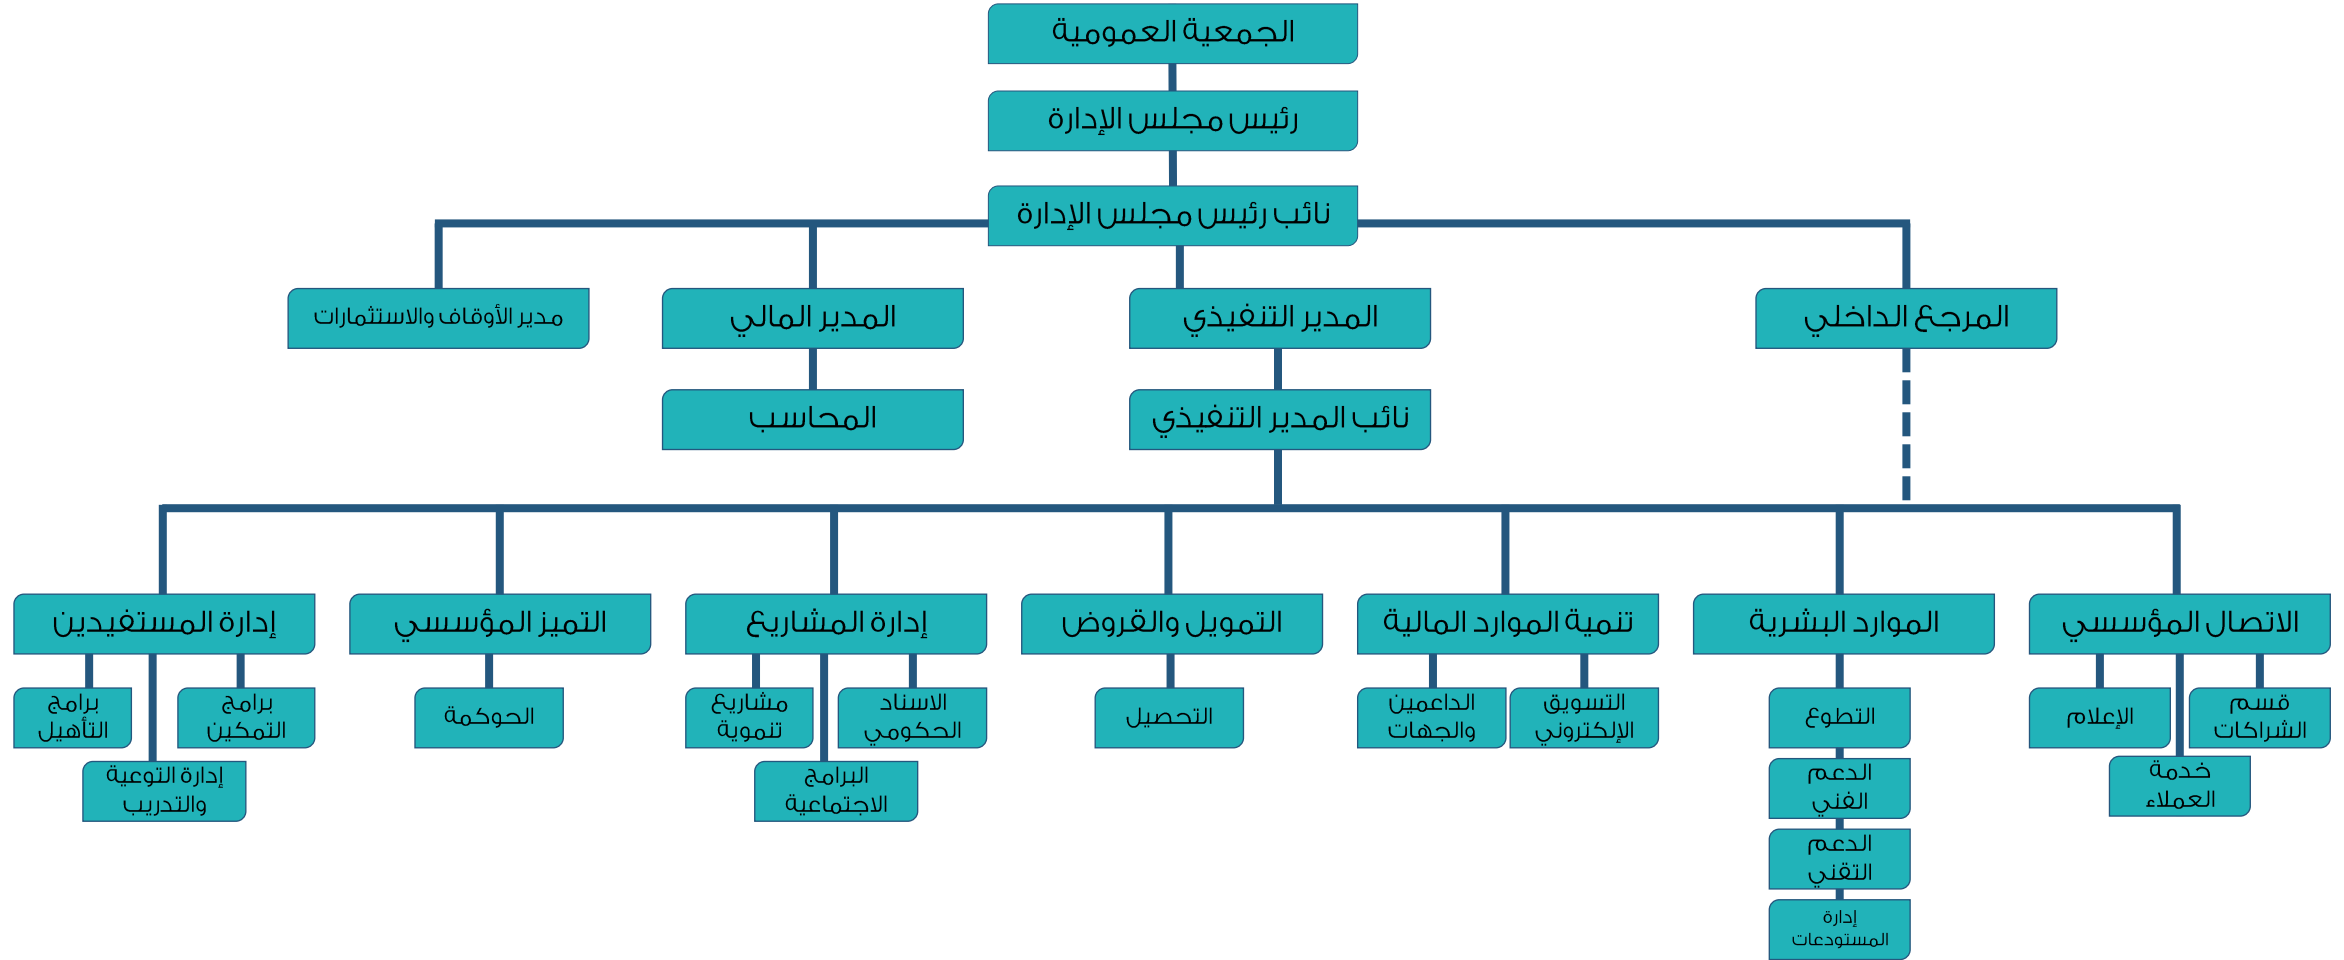 الجمعية العمومية
رئيس مجلس الإدارة
نائب رئيس مجلس الإدارة
المرجع الداخلي
المدير التنفيذي
المدير المالي
مدير الأوقاف والاستثمارات
نائب المدير التنفيذي
المحاسب
الاتصال المؤسسي
الموارد البشرية
تنمية الموارد المالية
التمويل والقروض
إدارة المشاريع
التميز المؤسسي
إدارة المستفيدين
قسم
الشراكات
الإعلام
خدمة
العملاء
التطوع
الدعم
الفني
الدعم
التقني
إدارة
المستودعات
التسويق
الإلكتروني
الداعمين
والجهات
التحصيل
الاسناد
الحكومي
مشاريع
تنموية
البرامج
الاجتماعية
الحوكمة
برامج
التمكين
برامج
التأهيل
إدارة التوعية
والتدريب